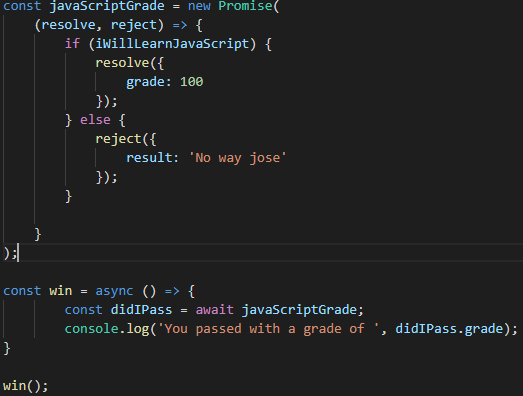 const javaScriptGrade = new Promise(
    (resolve, reject) => {
        if (iWillLearnJavaScript) {
            resolve({
                grade: 100
            });
        } else {
            reject({
                result: 'No way jose'
            });
        }

    }
);

const win = async () => {
        const didIPass = await javaScriptGrade;
        console.log('You passed with a grade of ', didIPass.grade);
}

win();